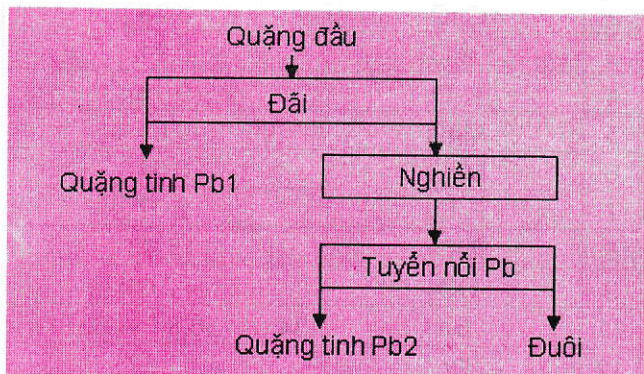 Quặng đầu
Đãi
Quặng tinh Pb1
Nghiền
Tuyển nổi Pb
Quặng tinh Pb2
Đuôi